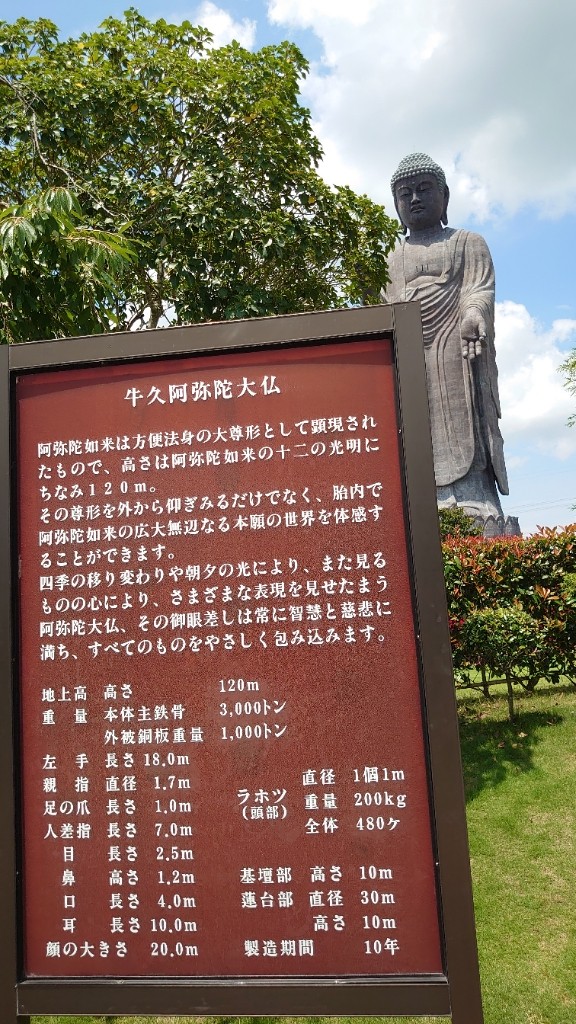 牛久阿弥陀大仏
阿弥陀如来は方便法身の大尊形として顕現され
たもので、高さは阿弥陀如来の十二の光明に
ちなみ120m。
その尊形を外から仰ぎみるだけでなく、胎内で
阿弥陀如来の広大無辺なる本願の世界を体感す
ることができます。
四季の移り変わりや朝夕の光により、また見る
ものの心により、さまざまな表現を見せたまう
阿弥陀大仏、その御眼差しは常に智慧と慈悲に
満ち、すべてのものをやさしく包み込みます。
地上高 高さ 120m
重量 本体主鉄骨 3,000トン
外被銅板重量 1,000トン
左手 長さ 18.0m
親指 直径 1.7m
足の爪 長さ 1.0m
人差指 長さ 7.0m
目 長さ 2.5m
鼻 高さ 1.2m
口 長さ 4.0m
耳 長さ 10.0m
顔の大きさ 20.0m
ラホツ 直径 1個1m
(頭部) 重量 200kg
全体 480ケ
基壇部 高さ 10m
蓮台部 直径 30m
高さ 10m
製造期間 10年